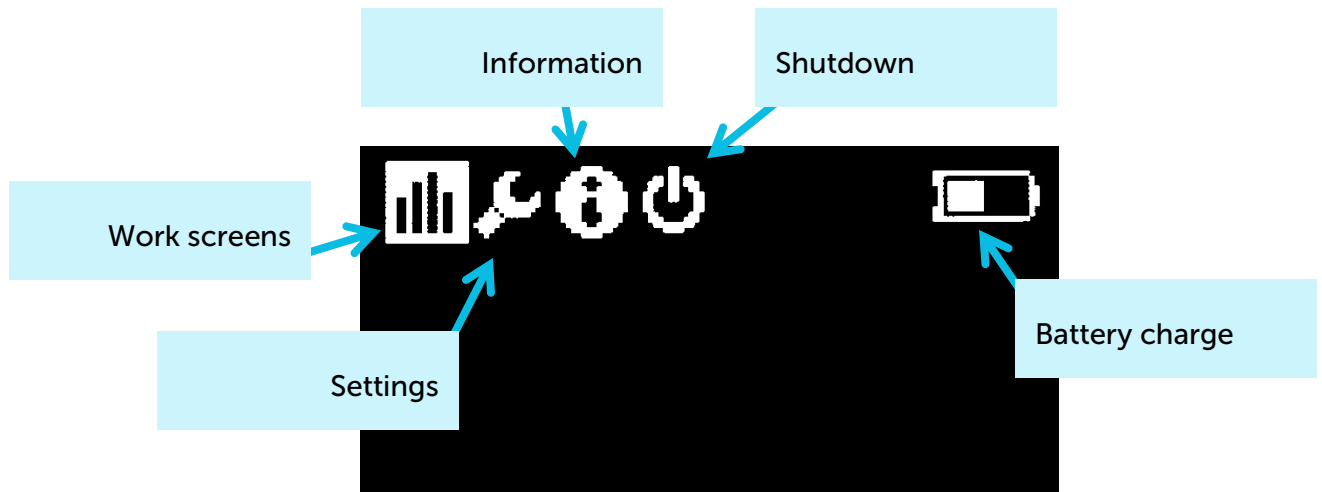 Information
Shutdown
Work screens
Settings
Battery charge